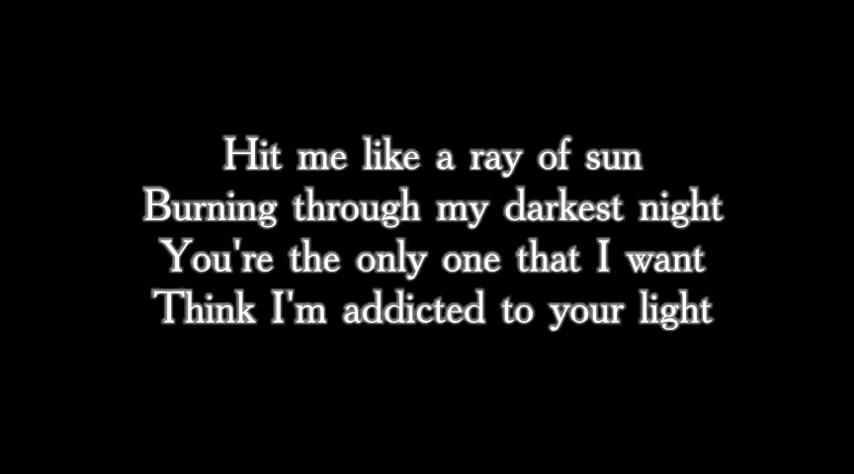 Hit me like a ray of sun
Burning through my darkest night
You're the only one that I want
Think I'm addicted to your light